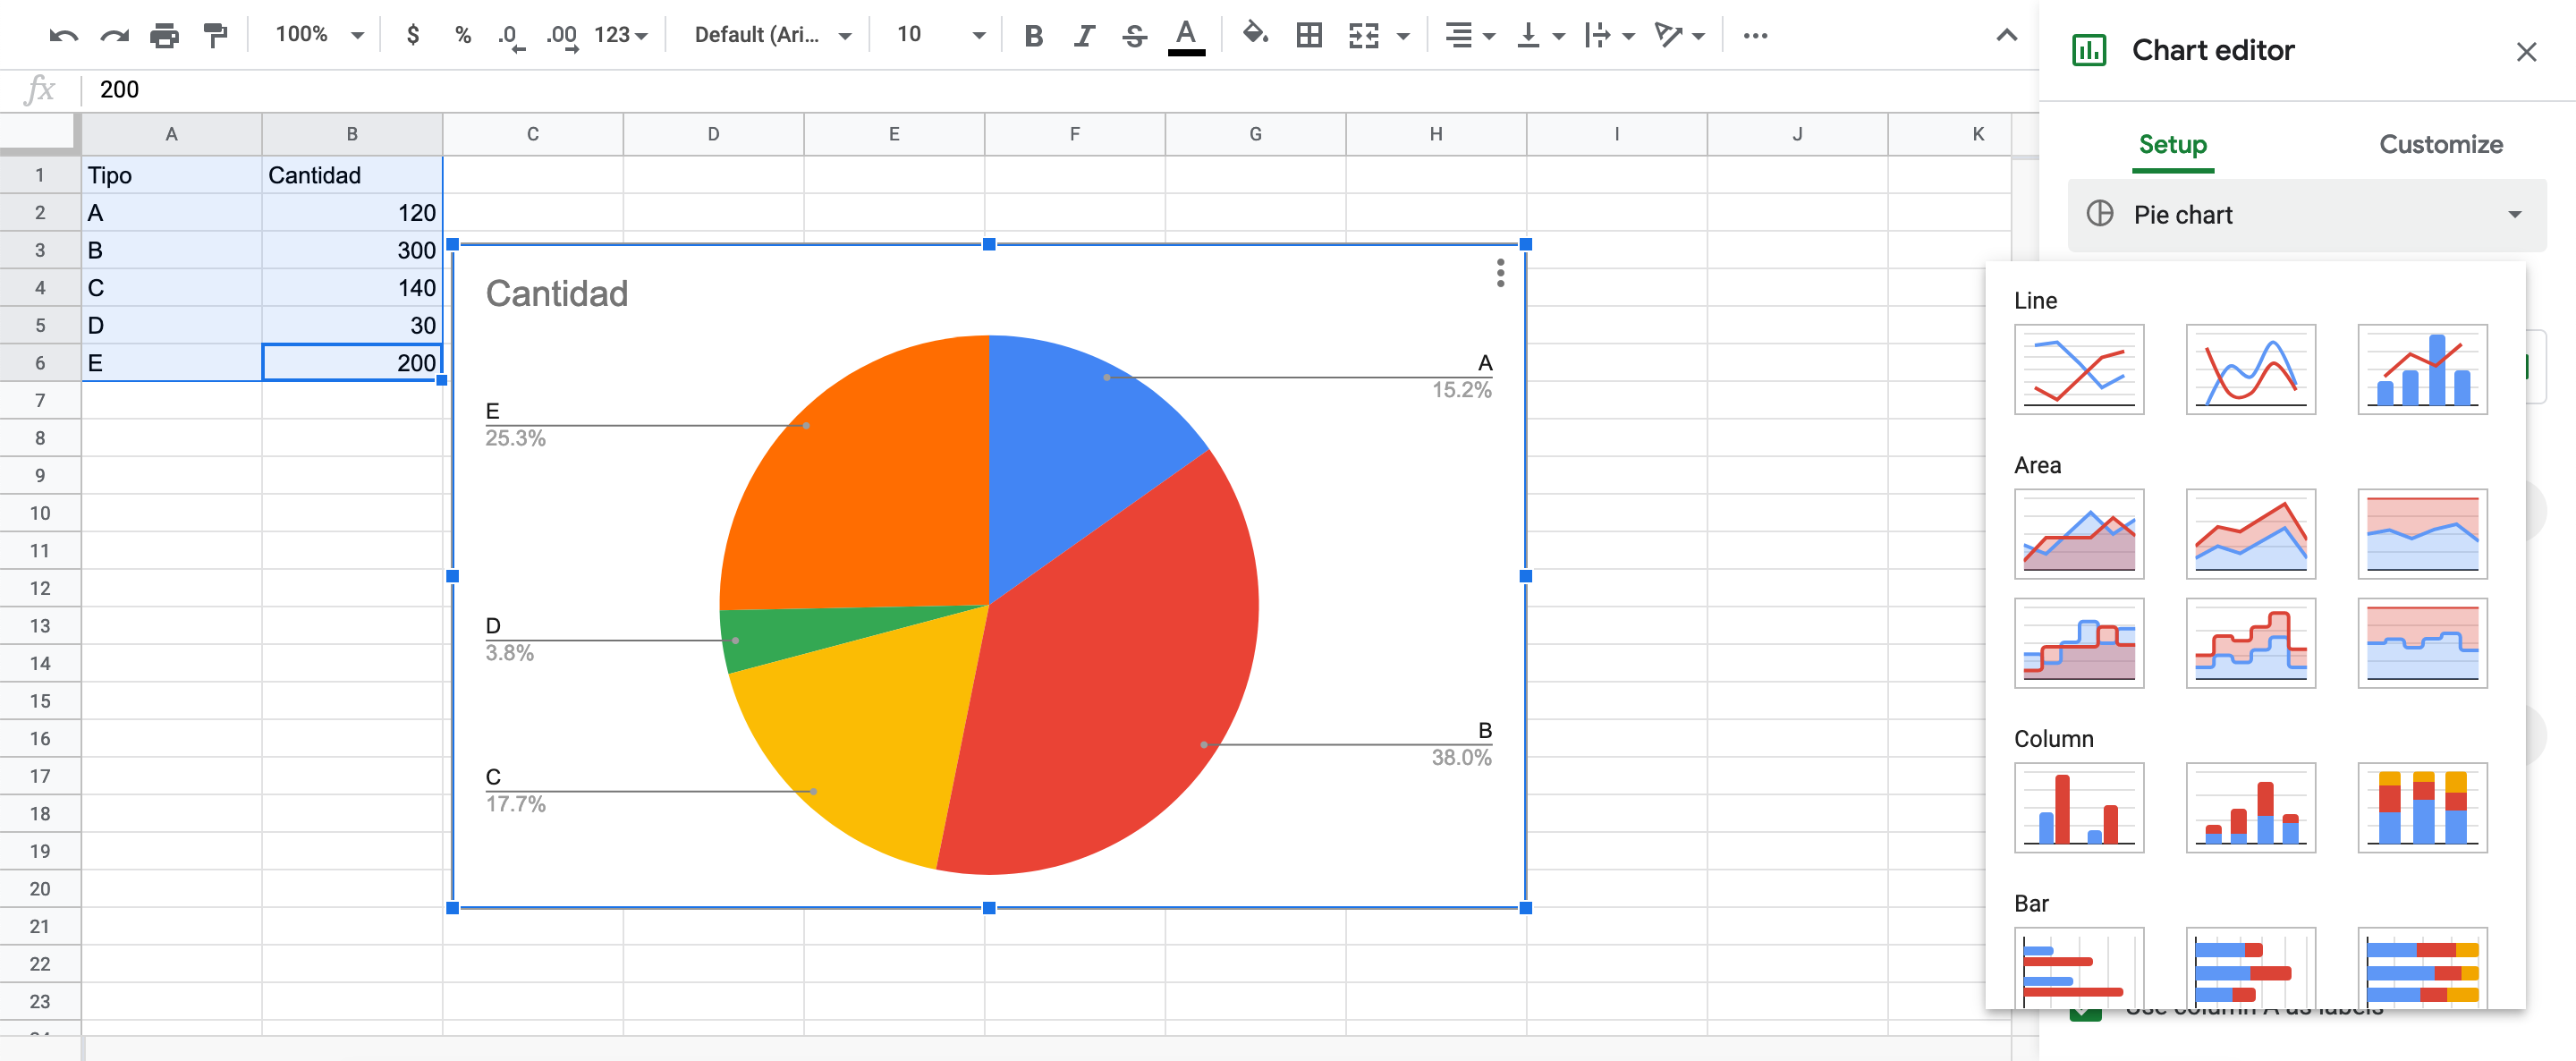 100%
$
%
.0
.00
123
Default (Ari...
10
B
I
S
A
Chart editor
fx
200
Setup
Customize
A
B
C
D
E
F
G
H
I
J
K
Pie chart
1
Tipo
Cantidad
2
A
120
3
B
300
4
C
140
5
D
30
6
E
200
7
8
9
10
11
12
13
14
15
16
17
18
19
20
21
22
23
Cantidad
A
15.2%
E
25.3%
D
3.8%
B
38.0%
C
17.7%
Line
Area
Column
Bar
Use column A as labels